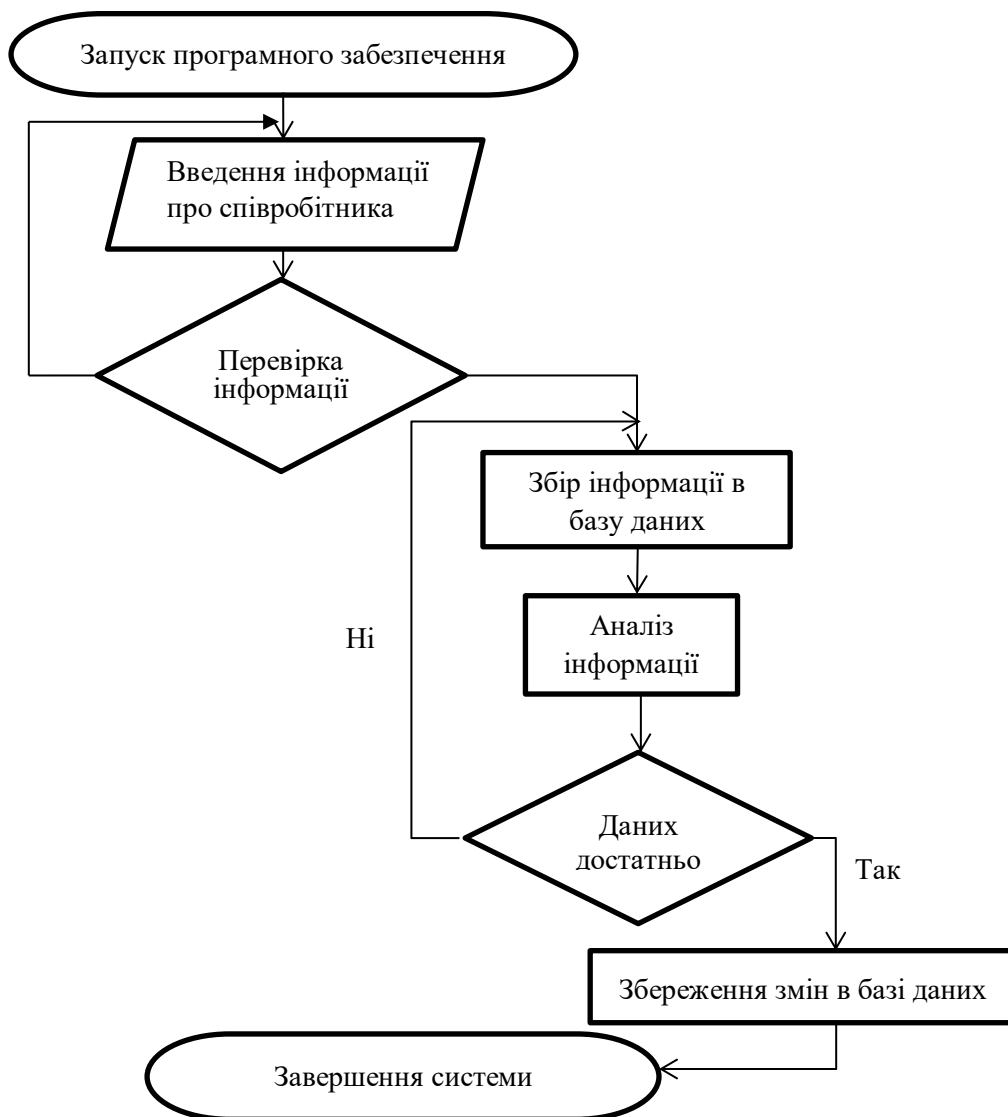 Запуск програмного забезпечення
Введення інформації
про співробітника
Перевірка
інформації
Збір інформації в
базу даних
Аналіз
інформації
Ні
Даних
достатньо
Так
Збереження змін в базі даних
Завершення системи